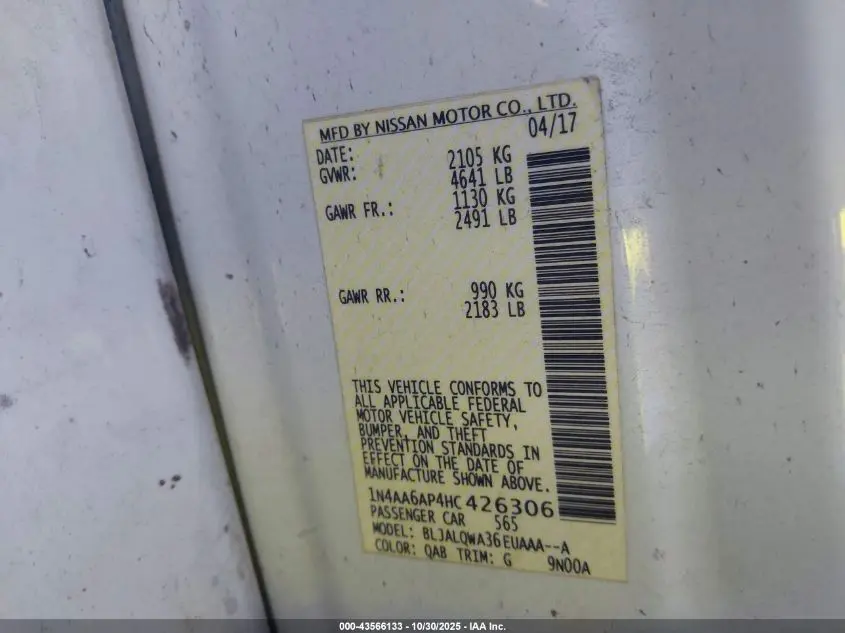 MFD BY NISSAN MOTOR CO., LTD.
DATE: 04/17
GVWR: 2105 KG
4641 LB
GAWR FR.: 1130 KG
2491 LB
GAWR RR.: 990 KG
2183 LB
THIS VEHICLE CONFORMS TO
ALL APPLICABLE FEDERAL
MOTOR VEHICLE SAFETY,
BUMPER, AND THEFT
PREVENTION STANDARDS IN
EFFECT ON THE DATE OF
MANUFACTURE SHOWN ABOVE.
1N4AA6AP4HC426306
PASSENGER CAR 565
MODEL: BLJALQWA36EUAAA--A
COLOR: QAB TRIM: G 9N00A
000-43566133 - 10/30/2025 - IAA Inc.